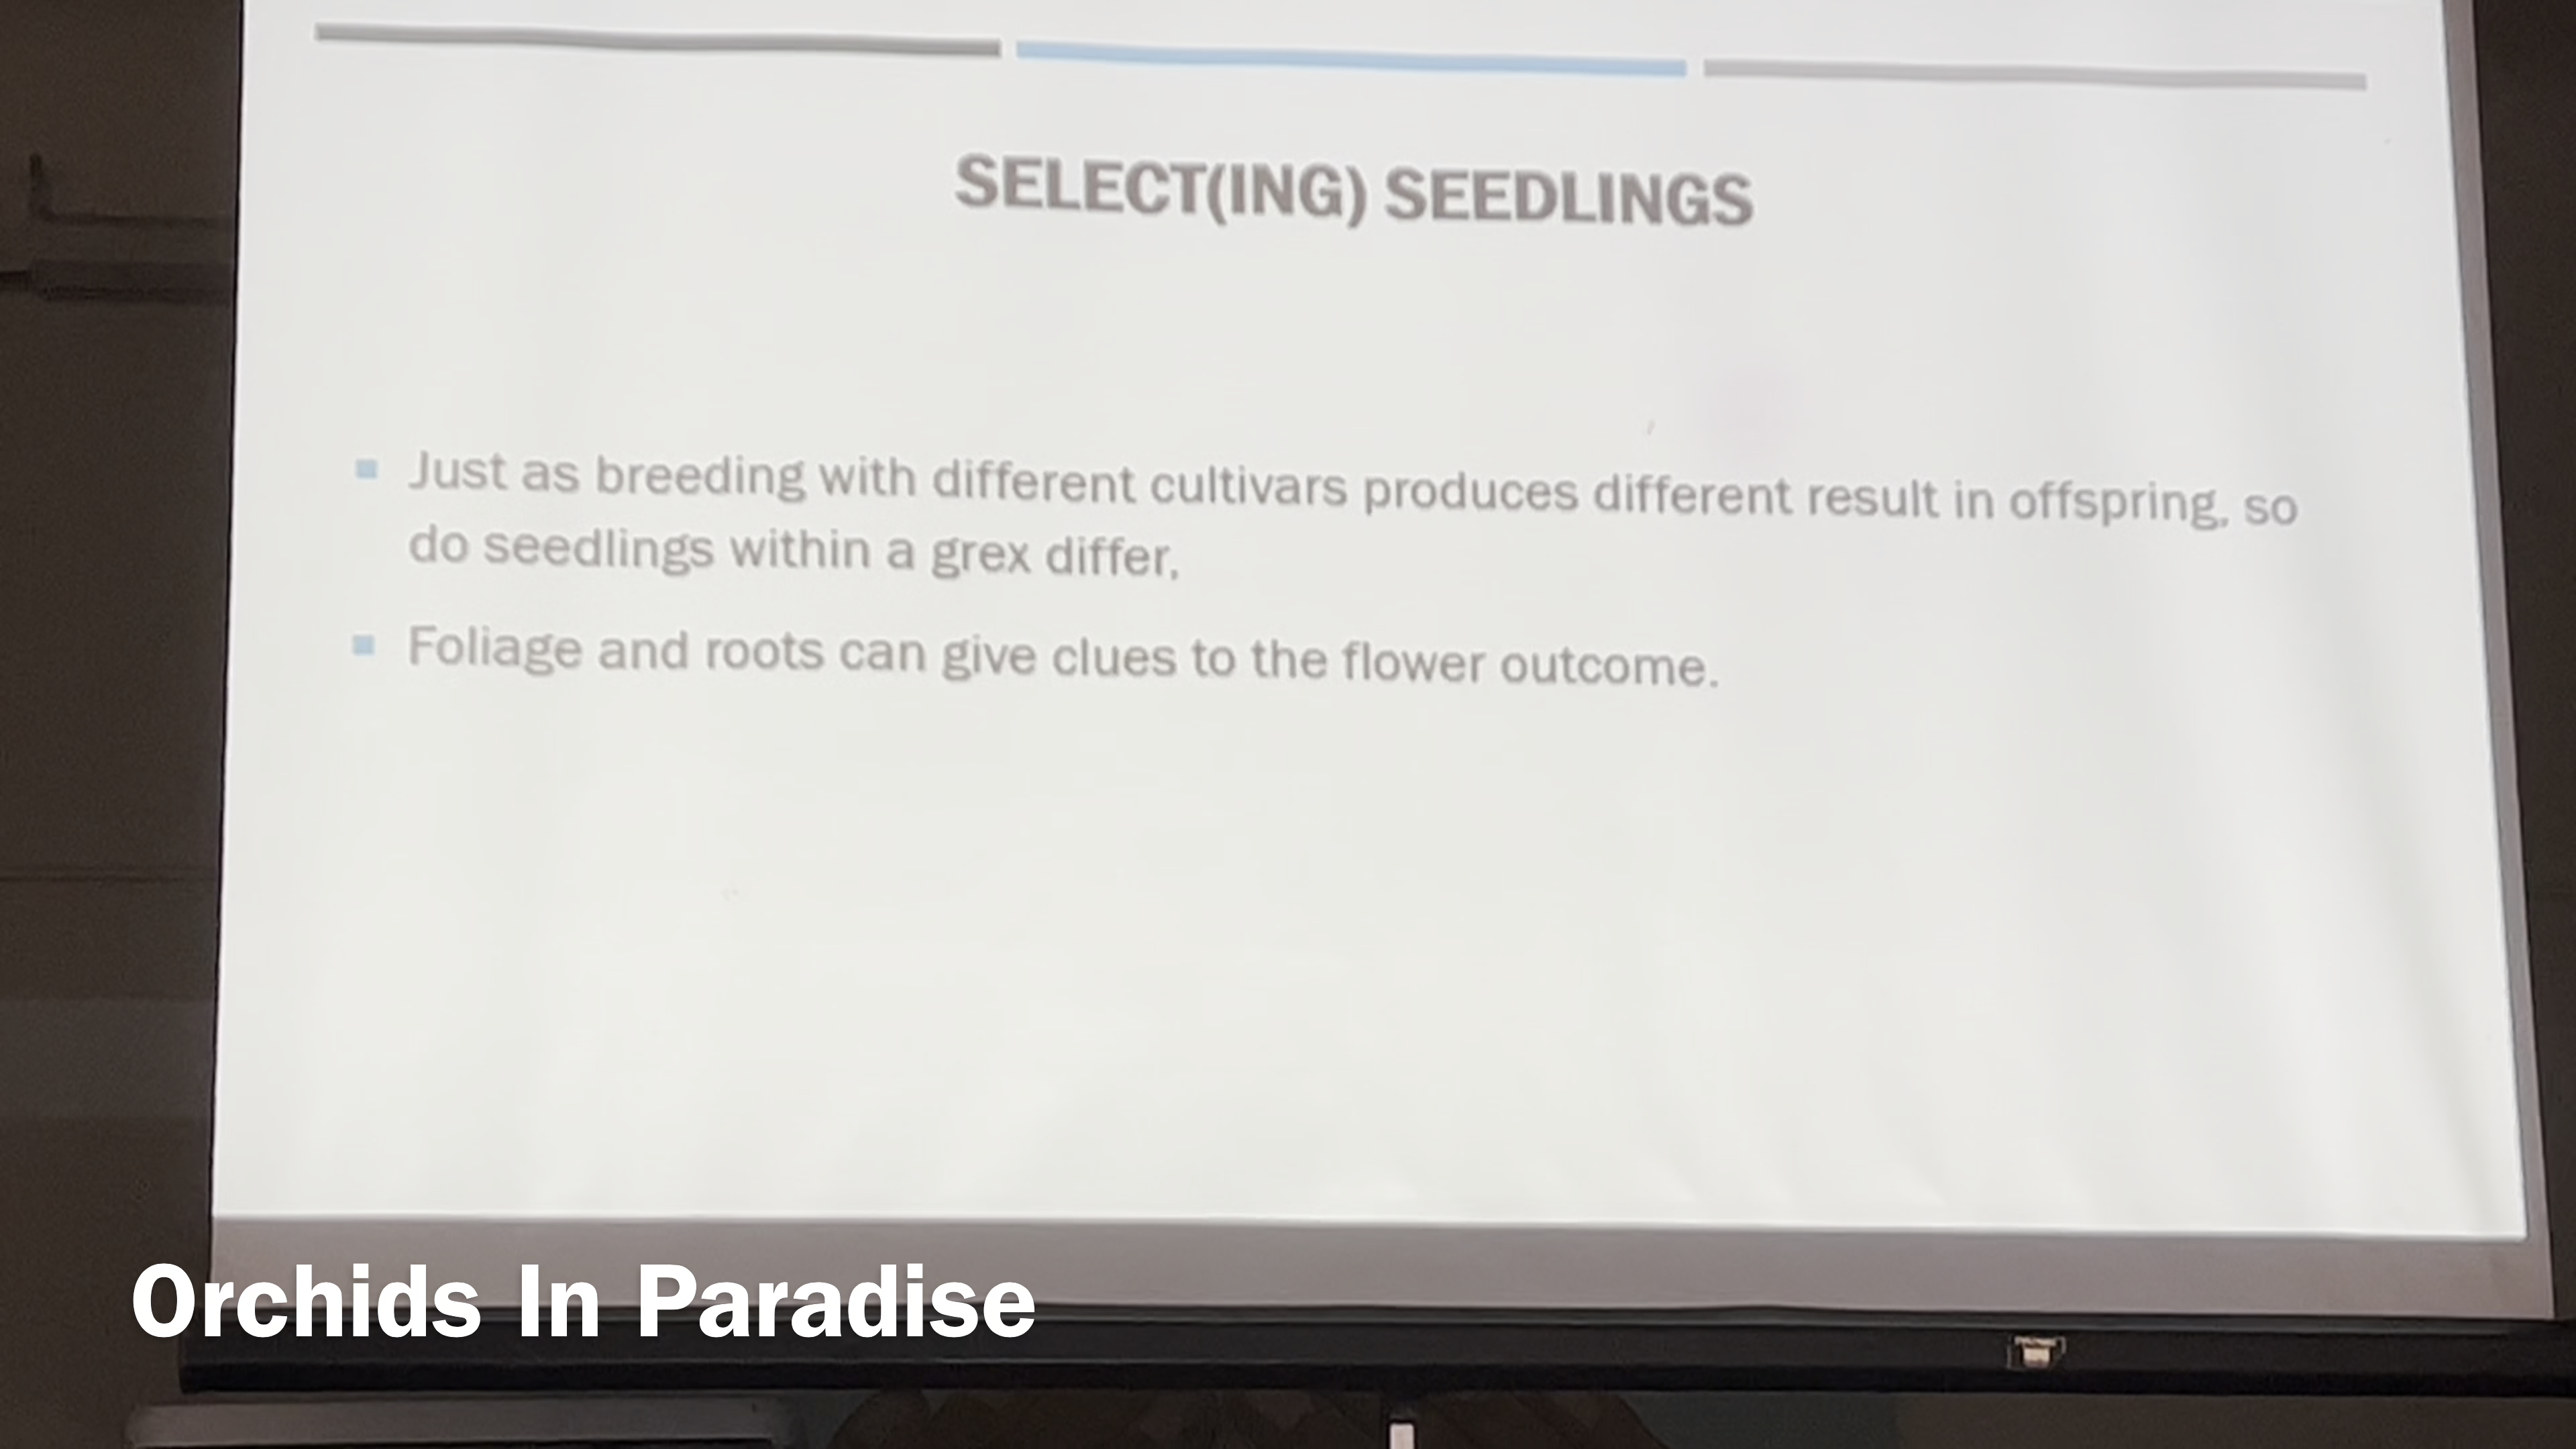 SELECT(ING) SEEDLINGS
Just as breeding with different cultivars produces different result in offspring, so
do seedlings within a grex differ.
Foliage and roots can give clues to the flower outcome.
Orchids In Paradise